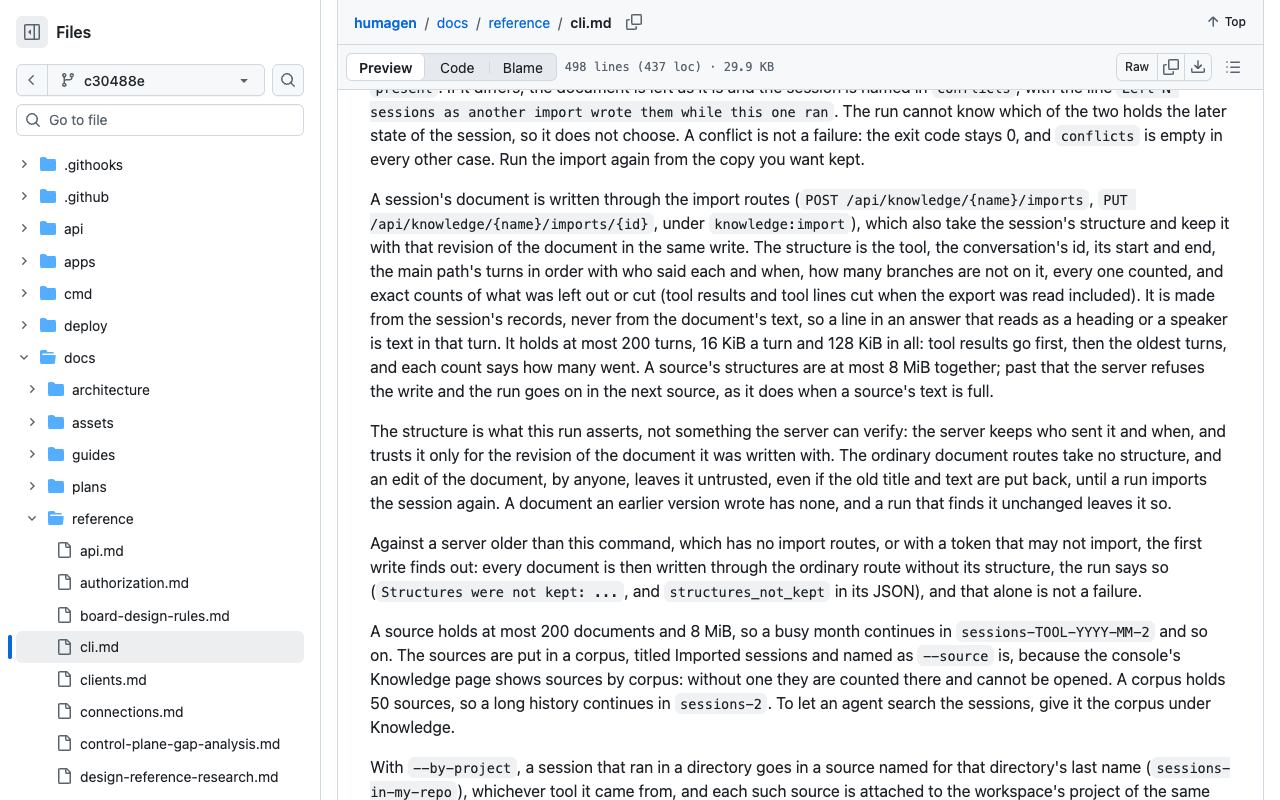 Files
c30488e
Go to file
.githooks
.github
api
apps
cmd
deploy
docs
architecture
assets
guides
plans
reference
api.md
authorization.md
board-design-rules.md
cli.md
clients.md
connections.md
control-plane-gap-analysis.md
design-reference-research.md
humagen / docs / reference / cli.md
Top
Preview Code Blame 498 lines (437 loc) · 29.9 KB
Raw
present . If it differs, the document is left as it is and the session is named in conflicts , with the line Left N
sessions as another import wrote them while this one ran . The run cannot know which of the two holds the later
state of the session, so it does not choose. A conflict is not a failure: the exit code stays 0, and conflicts is empty in
every other case. Run the import again from the copy you want kept.
A session's document is written through the import routes ( POST /api/knowledge/{name}/imports , PUT
/api/knowledge/{name}/imports/{id} , under knowledge:import ), which also take the session's structure and keep it
with that revision of the document in the same write. The structure is the tool, the conversation's id, its start and end,
the main path's turns in order with who said each and when, how many branches are not on it, every one counted, and
exact counts of what was left out or cut (tool results and tool lines cut when the export was read included). It is made
from the session's records, never from the document's text, so a line in an answer that reads as a heading or a speaker
is text in that turn. It holds at most 200 turns, 16 KiB a turn and 128 KiB in all: tool results go first, then the oldest turns,
and each count says how many went. A source's structures are at most 8 MiB together; past that the server refuses
the write and the run goes on in the next source, as it does when a source's text is full.
The structure is what this run asserts, not something the server can verify: the server keeps who sent it and when, and
trusts it only for the revision of the document it was written with. The ordinary document routes take no structure, and
an edit of the document, by anyone, leaves it untrusted, even if the old title and text are put back, until a run imports
the session again. A document an earlier version wrote has none, and a run that finds it unchanged leaves it so.
Against a server older than this command, which has no import routes, or with a token that may not import, the first
write finds out: every document is then written through the ordinary route without its structure, the run says so
( Structures were not kept: ... , and structures_not_kept in its JSON), and that alone is not a failure.
A source holds at most 200 documents and 8 MiB, so a busy month continues in sessions-TOOL-YYYY-MM-2 and so
on. The sources are put in a corpus, titled Imported sessions and named as --source is, because the console's
Knowledge page shows sources by corpus: without one they are counted there and cannot be opened. A corpus holds
50 sources, so a long history continues in sessions-2 . To let an agent search the sessions, give it the corpus under
Knowledge.
With --by-project , a session that ran in a directory goes in a source named for that directory's last name ( sessions-
in-my-repo ), whichever tool it came from, and each such source is attached to the workspace's project of the same